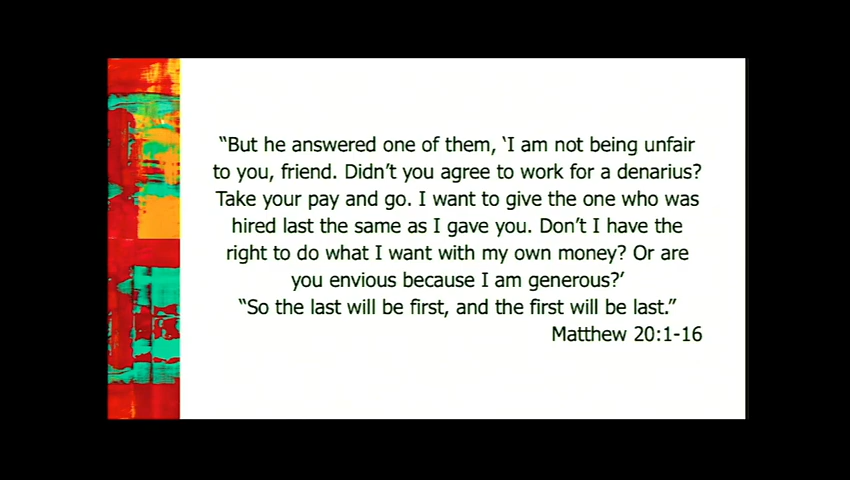 “But he answered one of them, ‘I am not being unfair
to you, friend. Didn’t you agree to work for a denarius?
Take your pay and go. I want to give the one who was
hired last the same as I gave you. Don’t I have the
right to do what I want with my own money? Or are
you envious because I am generous?’
“So the last will be first, and the first will be last.”
Matthew 20:1-16